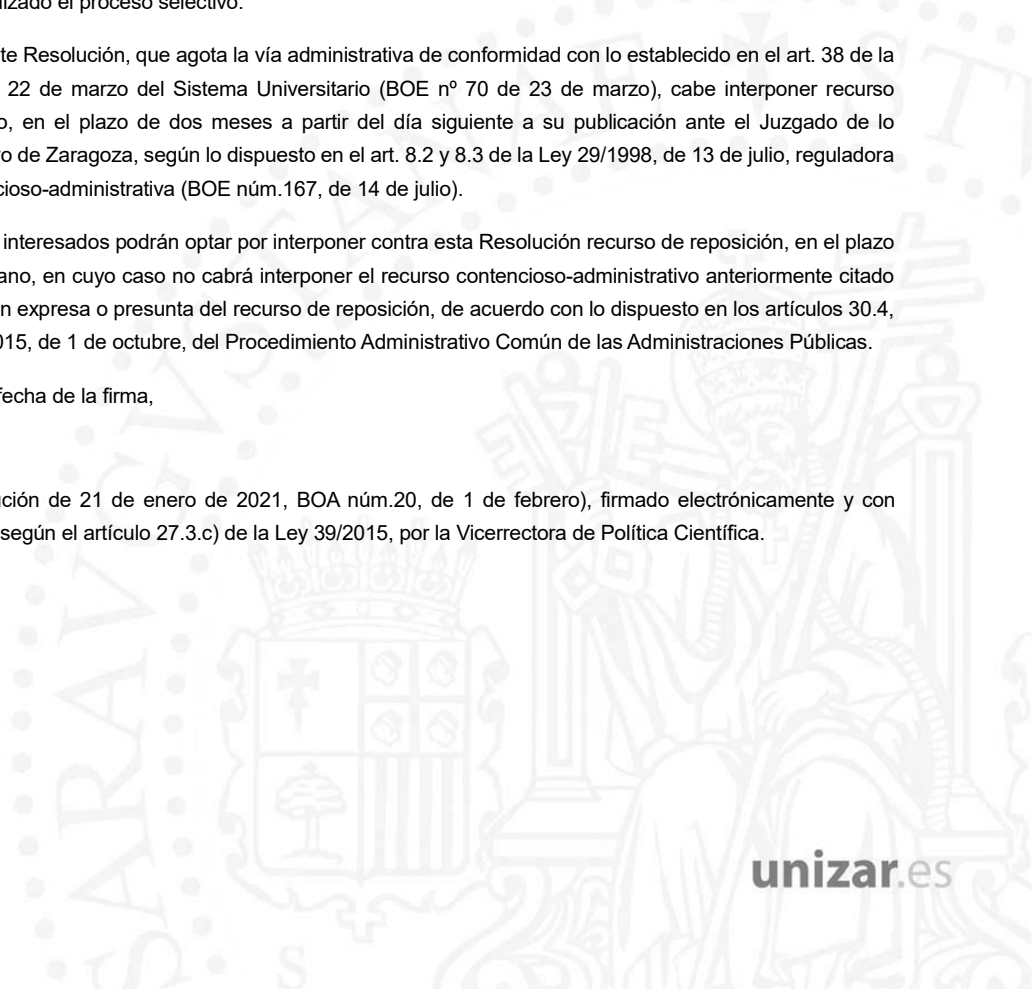 izado el proceso selectivo.
te Resolución, que agota la vía administrativa de conformidad con lo establecido en el art. 38 de la
22 de marzo del Sistema Universitario (BOE nº 70 de 23 de marzo), cabe interponer recurso
o, en el plazo de dos meses a partir del día siguiente a su publicación ante el Juzgado de lo
o de Zaragoza, según lo dispuesto en el art. 8.2 y 8.3 de la Ley 29/1998, de 13 de julio, reguladora
cioso-administrativa (BOE núm.167, de 14 de julio).
interesados podrán optar por interponer contra esta Resolución recurso de reposición, en el plazo
ano, en cuyo caso no cabrá interponer el recurso contencioso-administrativo anteriormente citado
n expresa o presunta del recurso de reposición, de acuerdo con lo dispuesto en los artículos 30.4,
015, de 1 de octubre, del Procedimiento Administrativo Común de las Administraciones Públicas.
fecha de la firma,
ción de 21 de enero de 2021, BOA núm.20, de 1 de febrero), firmado electrónicamente y con
según el artículo 27.3.c) de la Ley 39/2015, por la Vicerrectora de Política Científica.
unizar.es